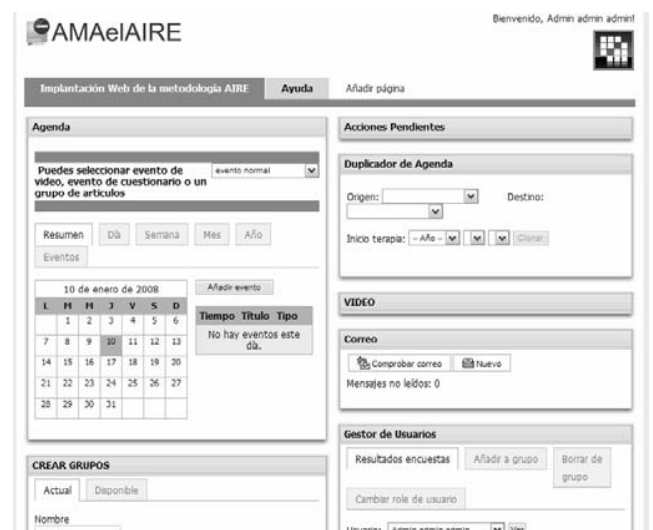 Bienvenido, Admin admin admin!
AMAelAIRE
Implantación Web de la metodología AIRE Ayuda Añadir página
Agenda
Puedes seleccionar evento de
video, evento de cuestionario o un
grupo de artículos
evento normal
Resumen Día Semana Mes Año
Eventos
10 de enero de 2008
L M M J V S D
1 2 3 4 5 6
7 8 9 10 11 12 13
14 15 16 17 18 19 20
21 22 23 24 25 26 27
28 29 30 31
Añadir evento
Tiempo Título Tipo
No hay eventos este
día.
CREAR GRUPOS
Actual Disponible
Nombre
Acciones Pendientes
Duplicador de Agenda
Origen: Destino:
Inicio terapia: -- Año -- Clonar
VIDEO
Correo
Comprobar correo Nuevo
Mensajes no leídos: 0
Gestor de Usuarios
Resultados encuestas Añadir a grupo Borrar de
grupo
Cambiar role de usuario
Usuario: Admin admin admin Ver